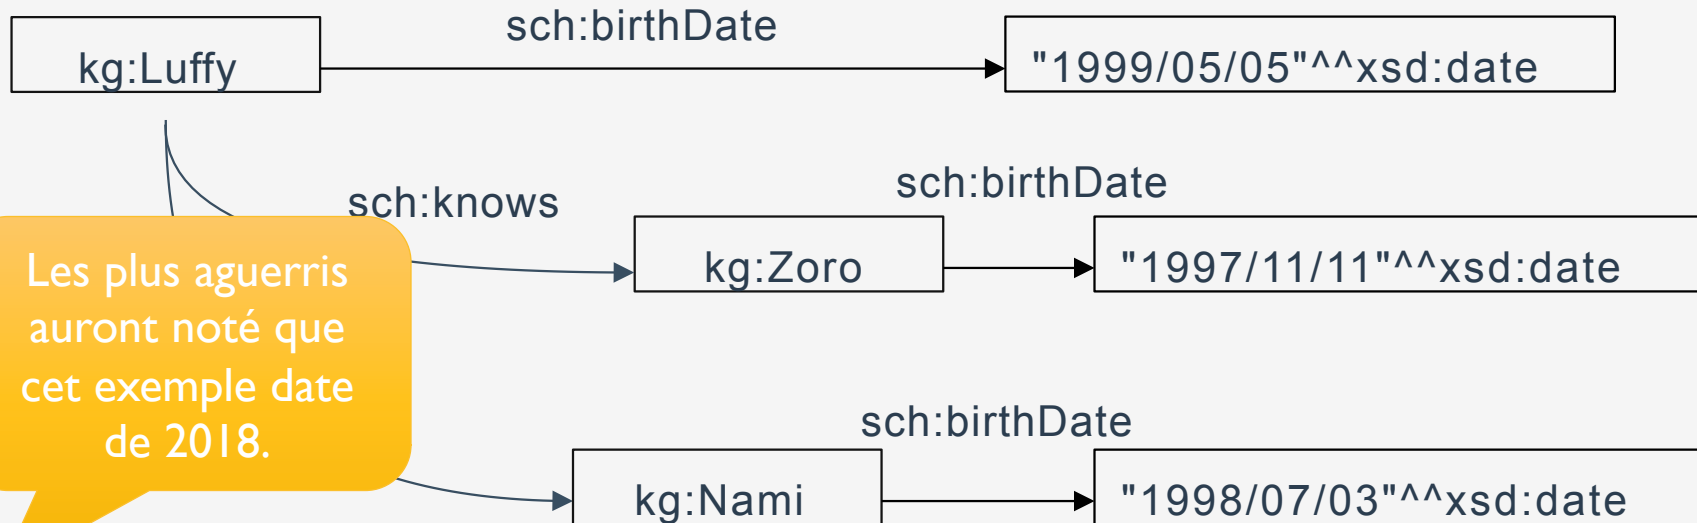 sch:birthDate
kg:Luffy
"1999/05/05"^^xsd:date
sch:knows
sch:birthDate
kg:Zoro
"1997/11/11"^^xsd:date
Les plus aguerris
auront noté que
cet exemple date
de 2018.
sch:birthDate
kg:Nami
"1998/07/03"^^xsd:date